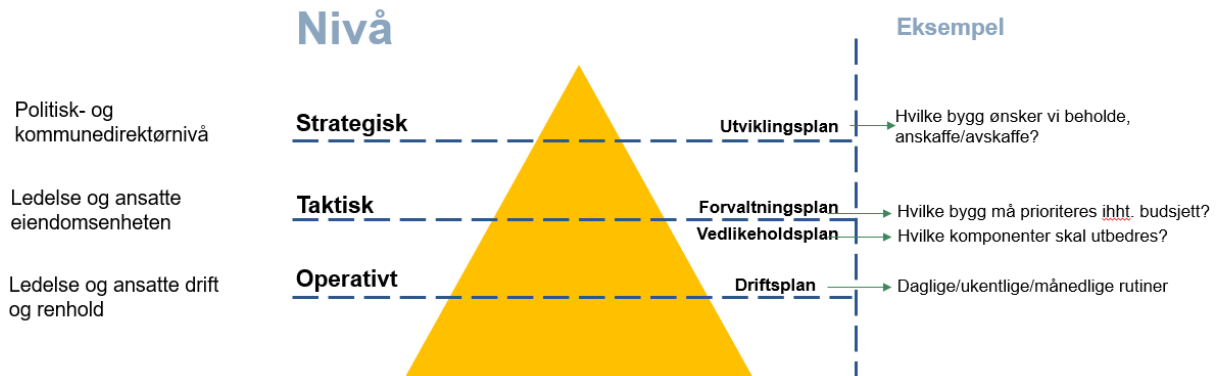 Nivå
Eksempel
Politisk- og
kommunedirektørnivå
Strategisk
Utviklingsplan
Hvilke bygg ønsker vi beholde,
anskaffe/avskaffe?
Ledelse og ansatte
eiendomsenheten
Taktisk
Forvaltningsplan
Hvilke bygg må prioriteres ihht. budsjett?
Vedlikeholdsplan
Hvilke komponenter skal utbedres?
Ledelse og ansatte drift
og renhold
Operativt
Driftsplan
Daglige/ukentlige/månedlige rutiner